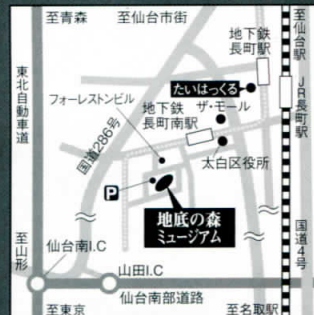 至青森
至仙台市街
地下鉄
長町駅
至仙台駅
JR長町駅
たいはっくる
フォーレストンビル
地下鉄
長町南駅
ザ・モール
東北自動車道
国道286号
太白区役所
P
地底の森
ミュージアム
国道4号
至山形
仙台南I.C
山田I.C
仙台南部道路
至東京
至名取駅